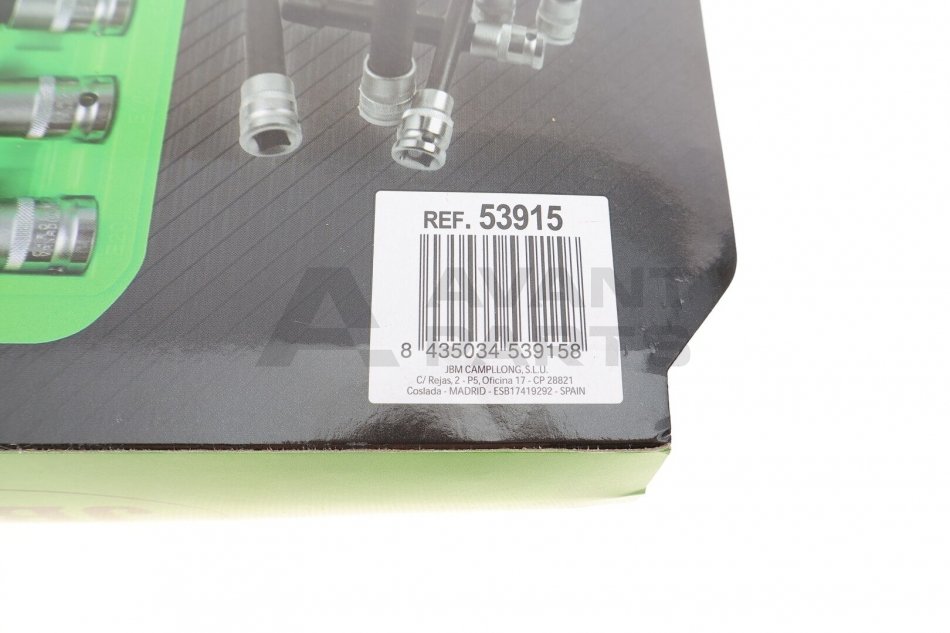 REF. 53915
AVANT
PARTS
8 435034 539158
JBM CAMPLLONG, S.L.U.
C/ Rejas, 2 - P5, Oficina 17 - CP 28821
Coslada - MADRID - ESB17419292 - SPAIN